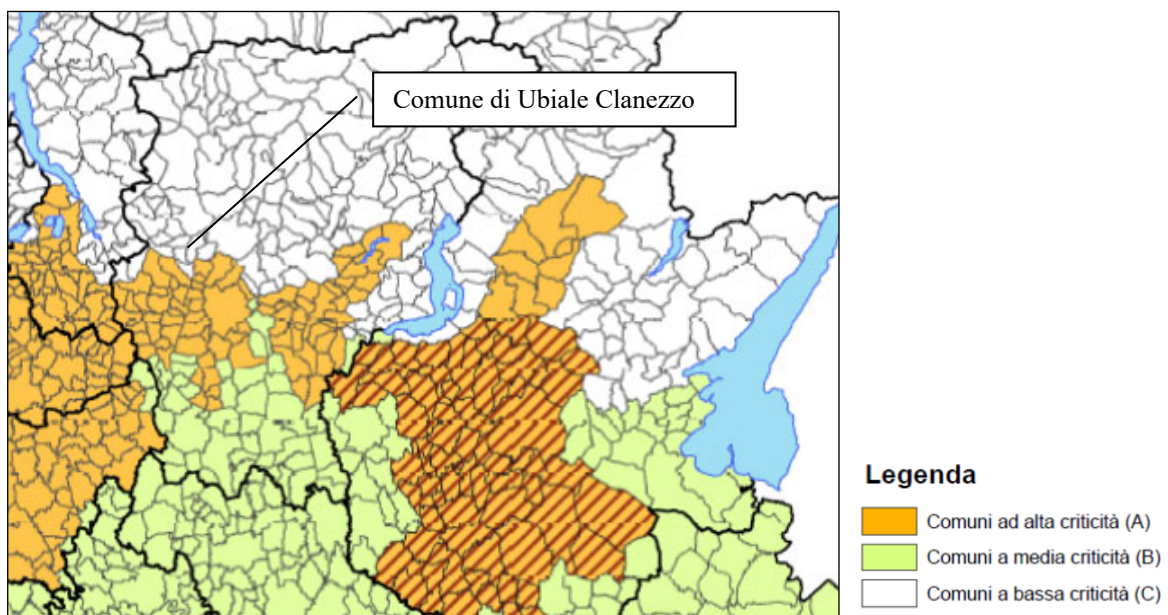 Comune di Ubiale Clanezzo
Legenda
Comuni ad alta criticità (A)
Comuni a media criticità (B)
Comuni a bassa criticità (C)